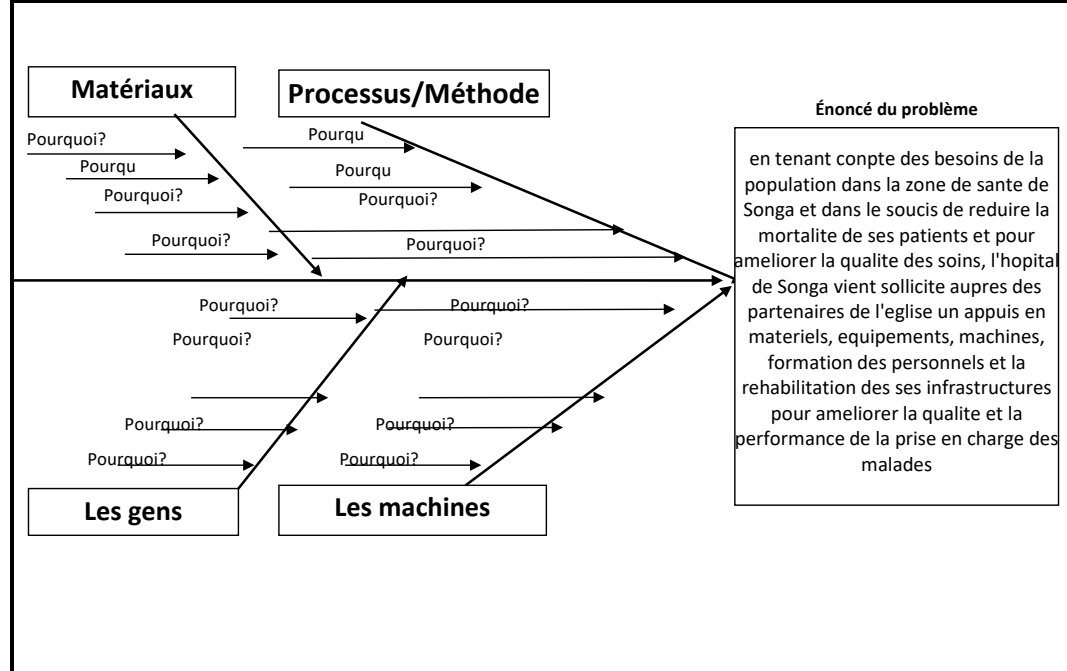 Matériaux
Processus/Méthode
Énoncé du problème
Pourquoi?
Pourqu
Pourquoi?
Pourquoi?
Pourqu
Pourqu
Pourquoi?
Pourquoi?
en tenant conpte des besoins de la
population dans la zone de sante de
Songa et dans le soucis de reduire la
mortalite de ses patients et pour
ameliorer la qualite des soins, l'hopital
de Songa vient sollicite aupres des
partenaires de l'eglise un appuis en
materiels, equipements, machines,
formation des personnels et la
rehabilitation des ses infrastructures
pour ameliorer la qualite et la
performance de la prise en charge des
malades
Pourquoi?
Pourquoi?
Pourquoi?
Pourquoi?
Pourquoi?
Pourquoi?
Pourquoi?
Pourquoi?
Les gens
Les machines